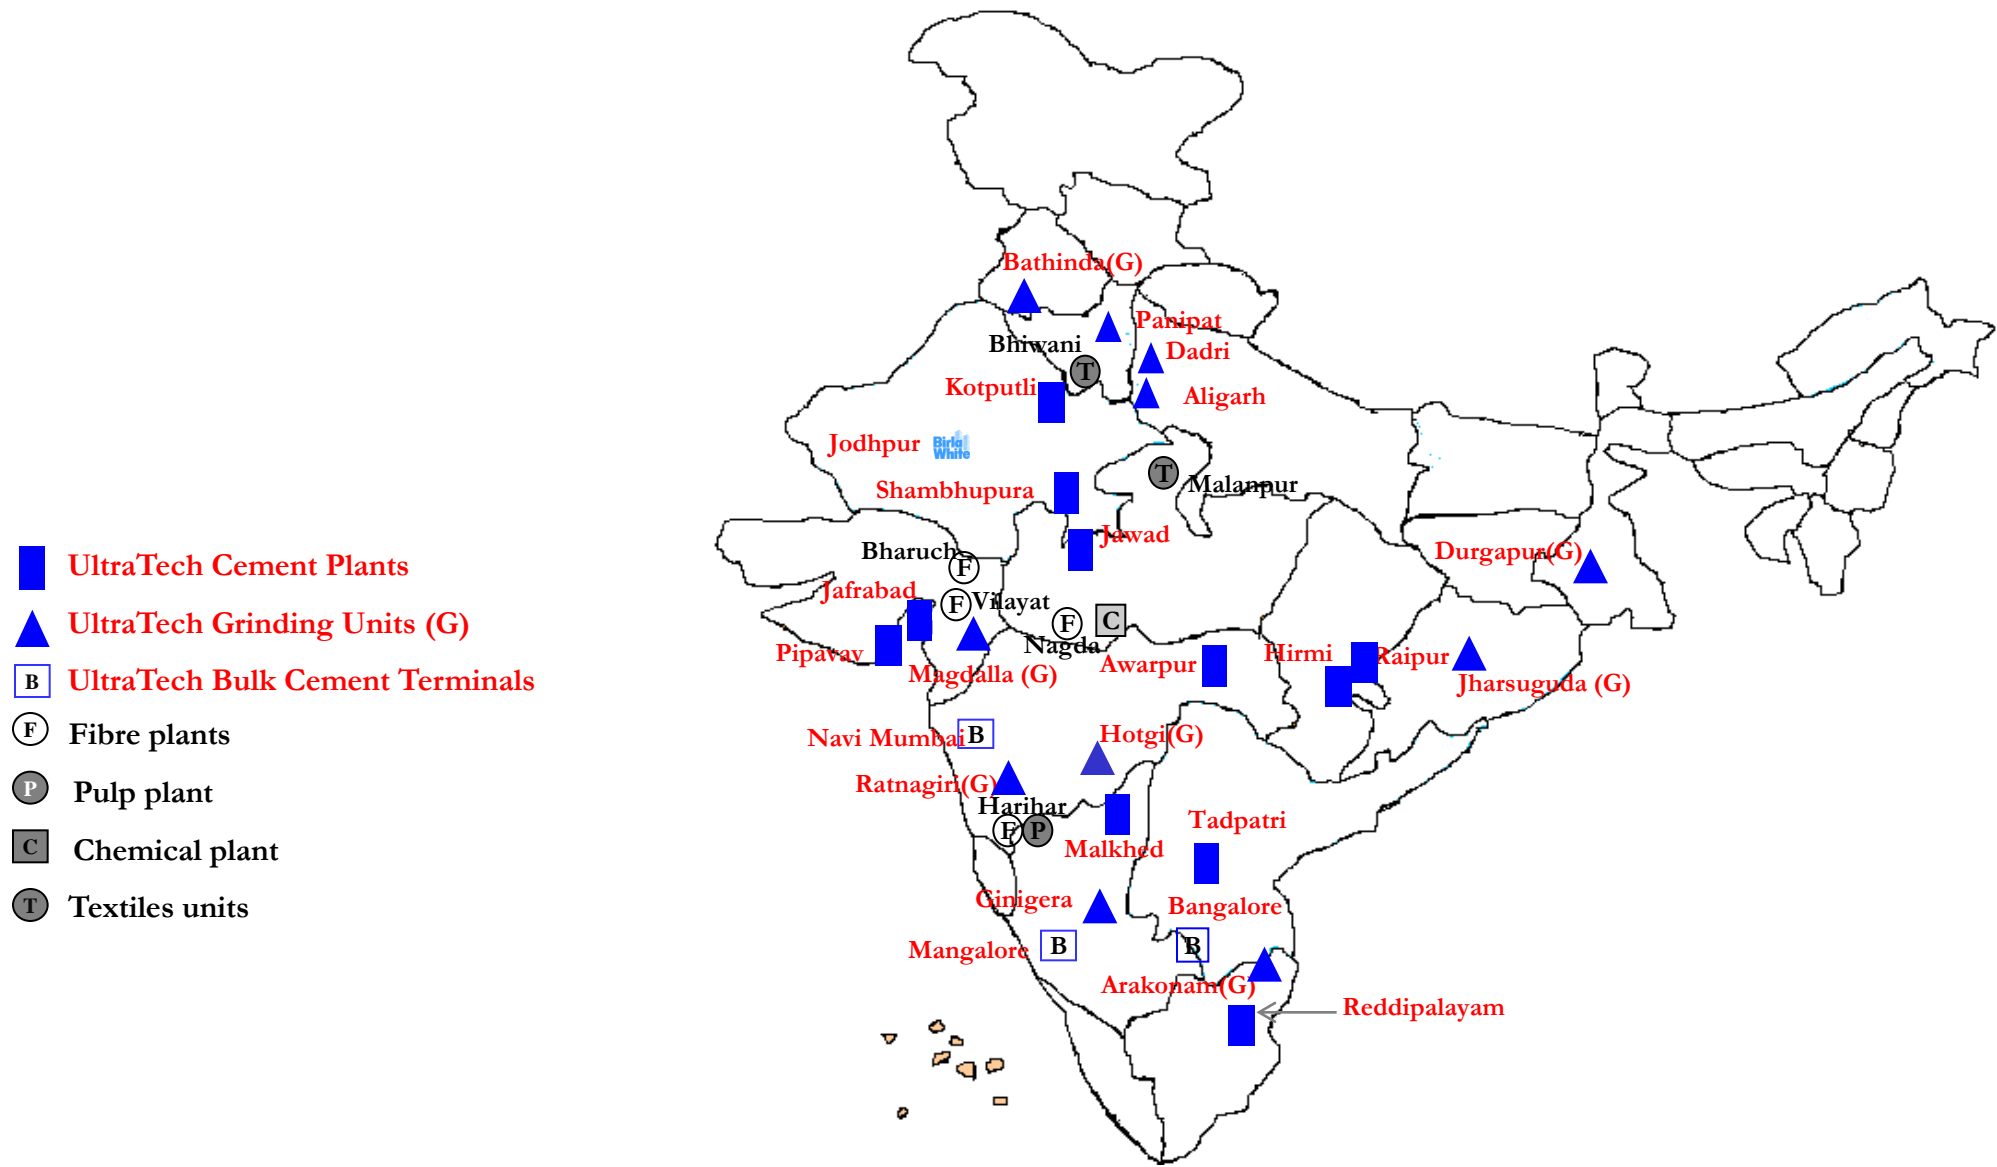 Bathinda(G)
Panipat
Bhiwani
Dadri
T
Kotputli
Aligarh
Jodhpur
Birla
White
T
Malanpur
Shambhupura
Jawad
Bharuch
F
Durgapur(G)
UltraTech Cement Plants
Jafrabad
F
Vilayat
F
C
UltraTech Grinding Units (G)
Nagda
Pipavav
Awarpur
Hirmi
Raipur
Magdalla (G)
Jharsuguda (G)
B
UltraTech Bulk Cement Terminals
F
Fibre plants
Navi Mumbai
B
Hotgi(G)
Ratnagiri(G)
P
Pulp plant
Harihar
F
P
Tadpatri
C
Chemical plant
Malkhed
T
Textiles units
Ginigera
Bangalore
Mangalore
B
B
Arakonam(G)
Reddipalayam